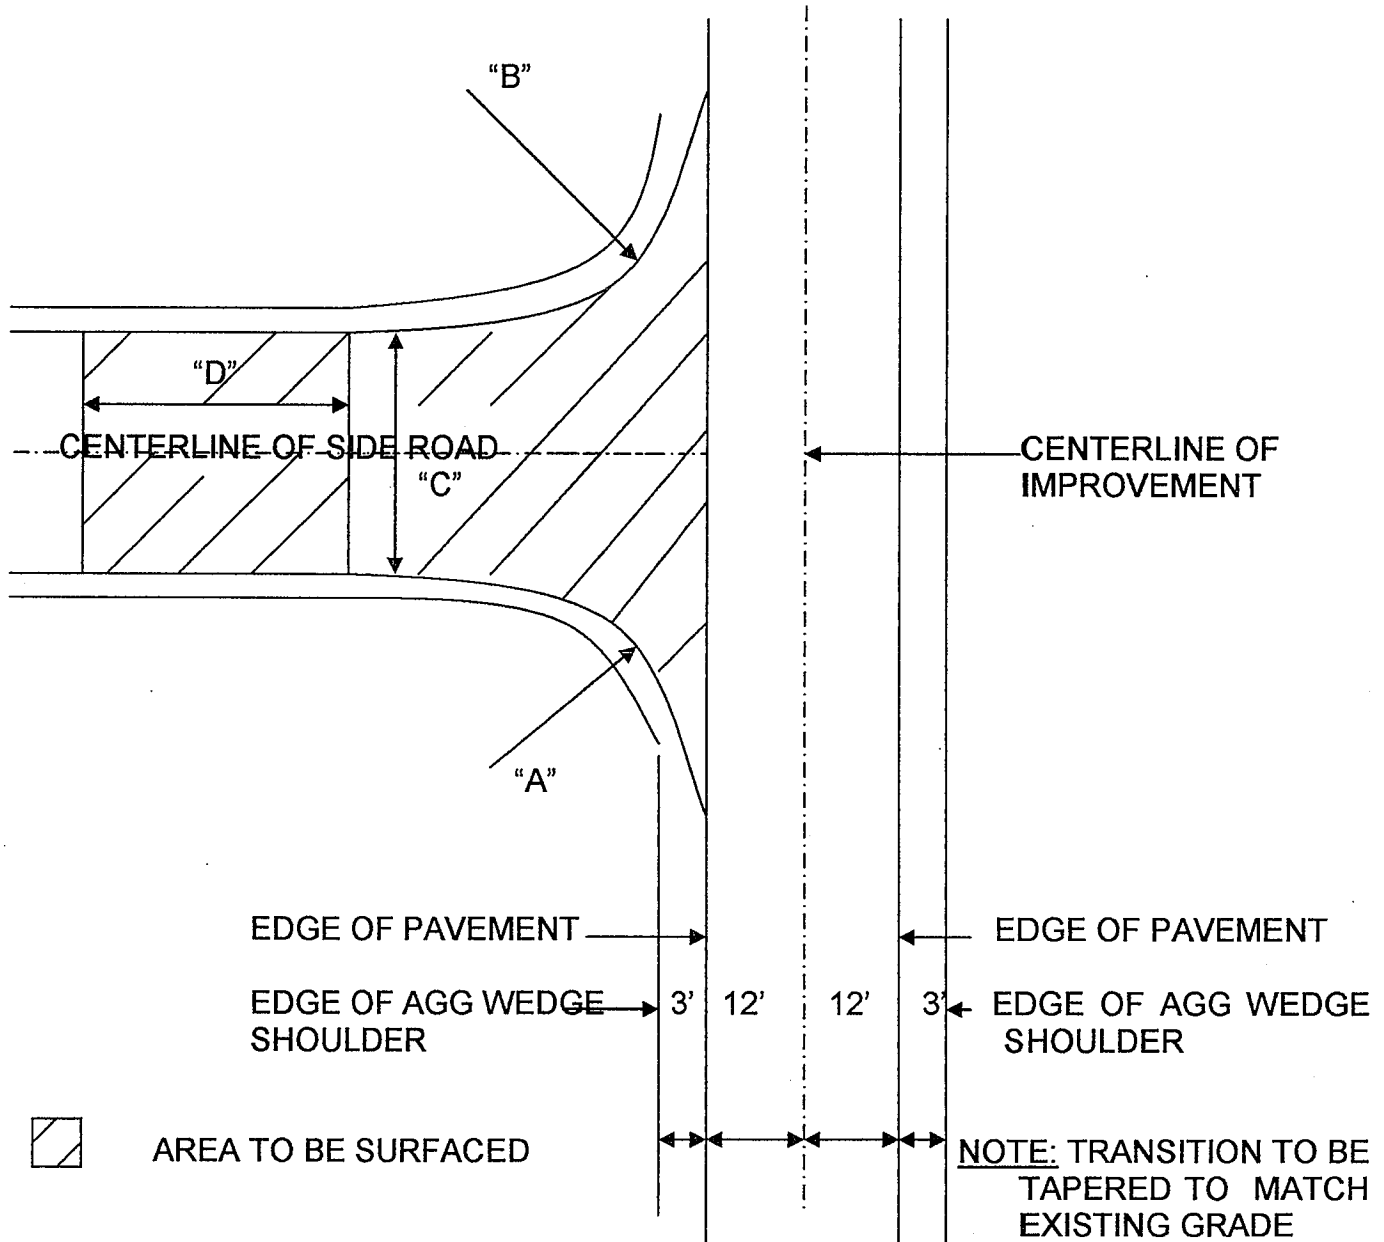 “B”
“D”
CENTERLINE OF SIDE ROAD
“C”
CENTERLINE OF
IMPROVEMENT
“A”
EDGE OF PAVEMENT
EDGE OF PAVEMENT
EDGE OF AGG WEDGE
SHOULDER
3’ 12’ 12’ 3’
EDGE OF AGG WEDGE
SHOULDER
AREA TO BE SURFACED
NOTE: TRANSITION TO BE
TAPERED TO MATCH
EXISTING GRADE